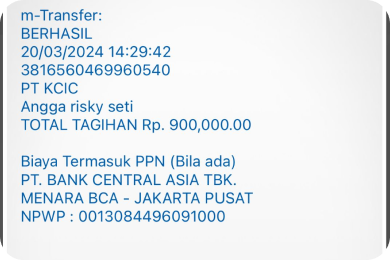 m-Transfer:
BERHASIL
20/03/2024 14:29:42
3816560469960540
PT KCIC
Angga risky seti
TOTAL TAGIHAN Rp. 900,000.00
Biaya Termasuk PPN (Bila ada)
PT. BANK CENTRAL ASIA TBK.
MENARA BCA - JAKARTA PUSAT
NPWP : 0013084496091000